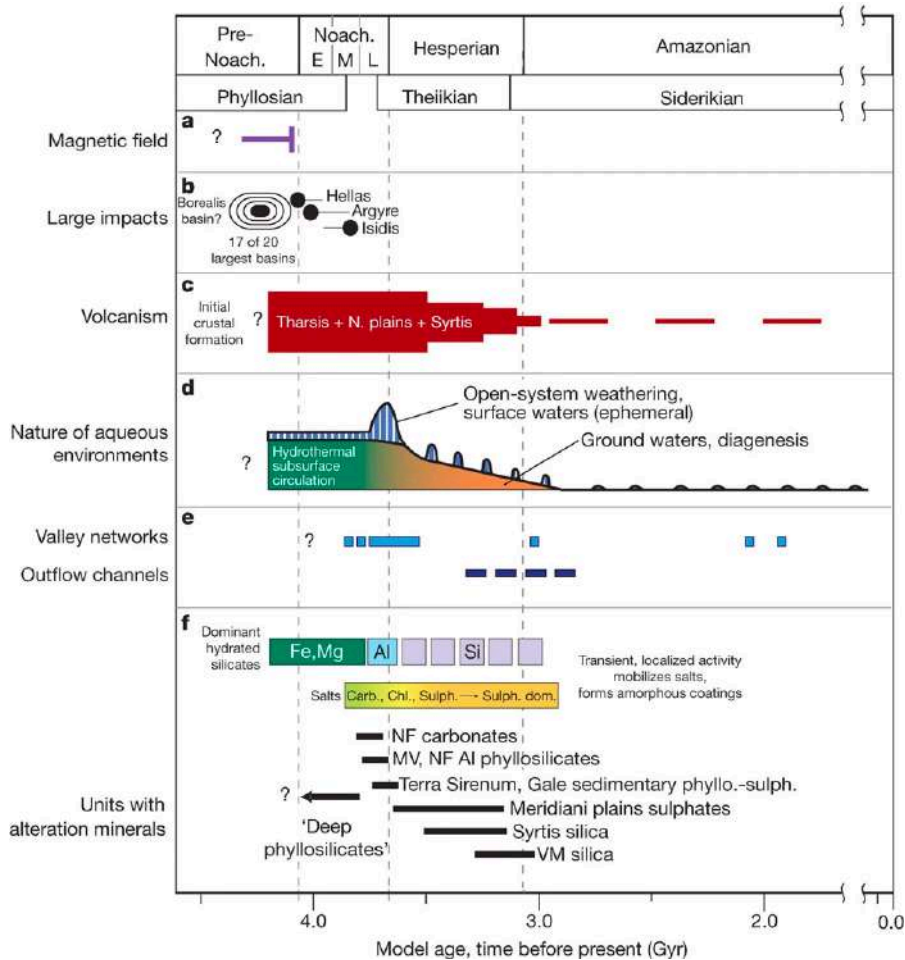 Pre-
Noach.
Noach.
E M L
Hesperian
Amazonian
Phyllosian
Theiikian
Siderikian
a
Magnetic field
?
b
Large impacts
Borealis
basin?
17 of 20
largest basins
Hellas
Argyre
Isidis
c
Volcanism
Initial
crustal
formation
?
Tharsis + N. plains + Syrtis
d
Nature of aqueous
environments
?
Hydrothermal
subsurface
circulation
Open-system weathering,
surface waters (ephemeral)
Ground waters, diagenesis
e
Valley networks
?
Outflow channels
f
Dominant
hydrated
silicates
Fe,Mg
Al
Si
Transient, localized activity
mobilizes salts,
forms amorphous coatings
Salts
Carb., Chl., Sulph. → Sulph. dom.
NF carbonates
MV, NF Al phyllosilicates
Terra Sirenum, Gale sedimentary phyllo.-sulph.
Units with
alteration minerals
?
'Deep
phyllosilicates'
Meridiani plains sulphates
Syrtis silica
VM silica
4.0
3.0
2.0
0.0
Model age, time before present (Gyr)